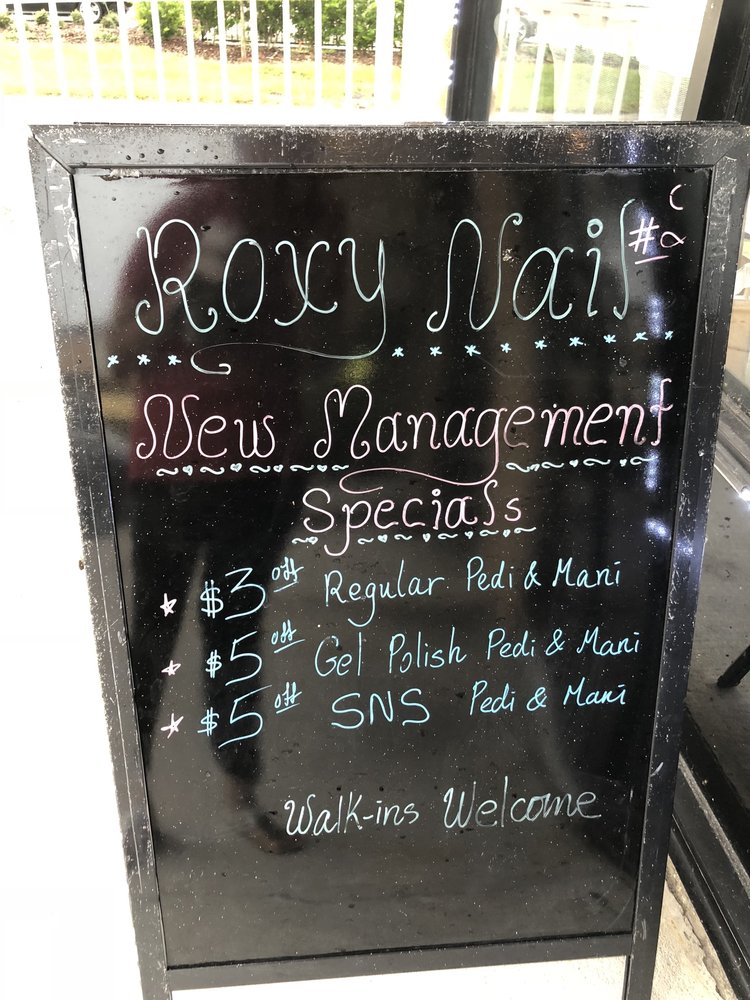 Roxy Nail #2
New Management
Specials
$3 off Regular Pedi & Mani
$5 off Gel Polish Pedi & Mani
$5 off SNS Pedi & Mani
Walk-ins Welcome